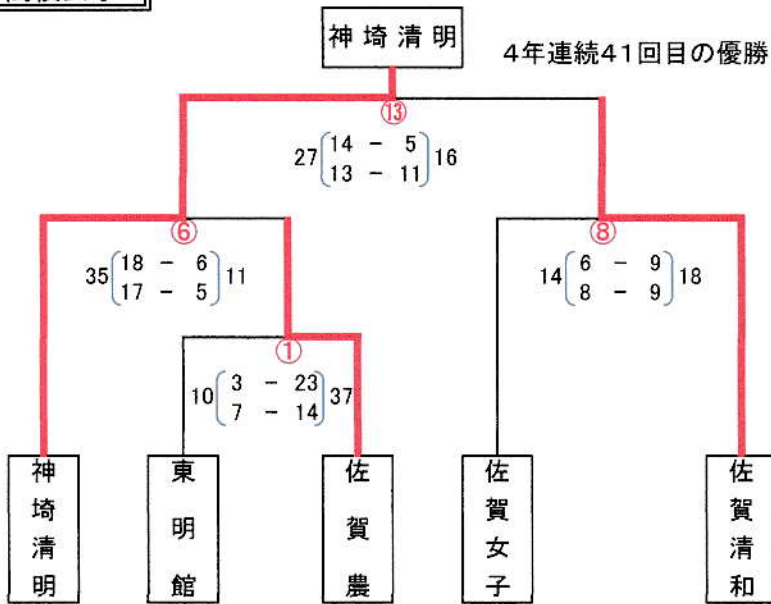 神埼清明
4年連続41回目の優勝
⑬
27 14 - 5 16
13 - 11
⑥
35 18 - 6 11
17 - 5
⑧
14 6 - 9 18
8 - 9
①
10 3 - 23 37
7 - 14
神埼清明
東明館
佐賀農
佐賀女子
佐賀清和